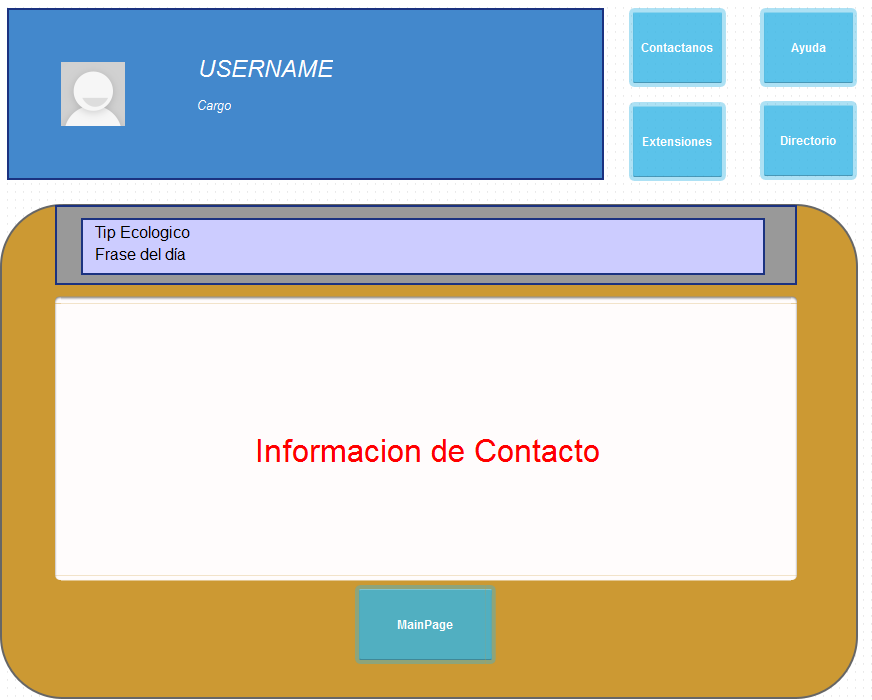 USERNAME
Cargo
Contactanos
Ayuda
Extensiones
Directorio
Tip Ecologico
Frase del día
Informacion de Contacto
MainPage